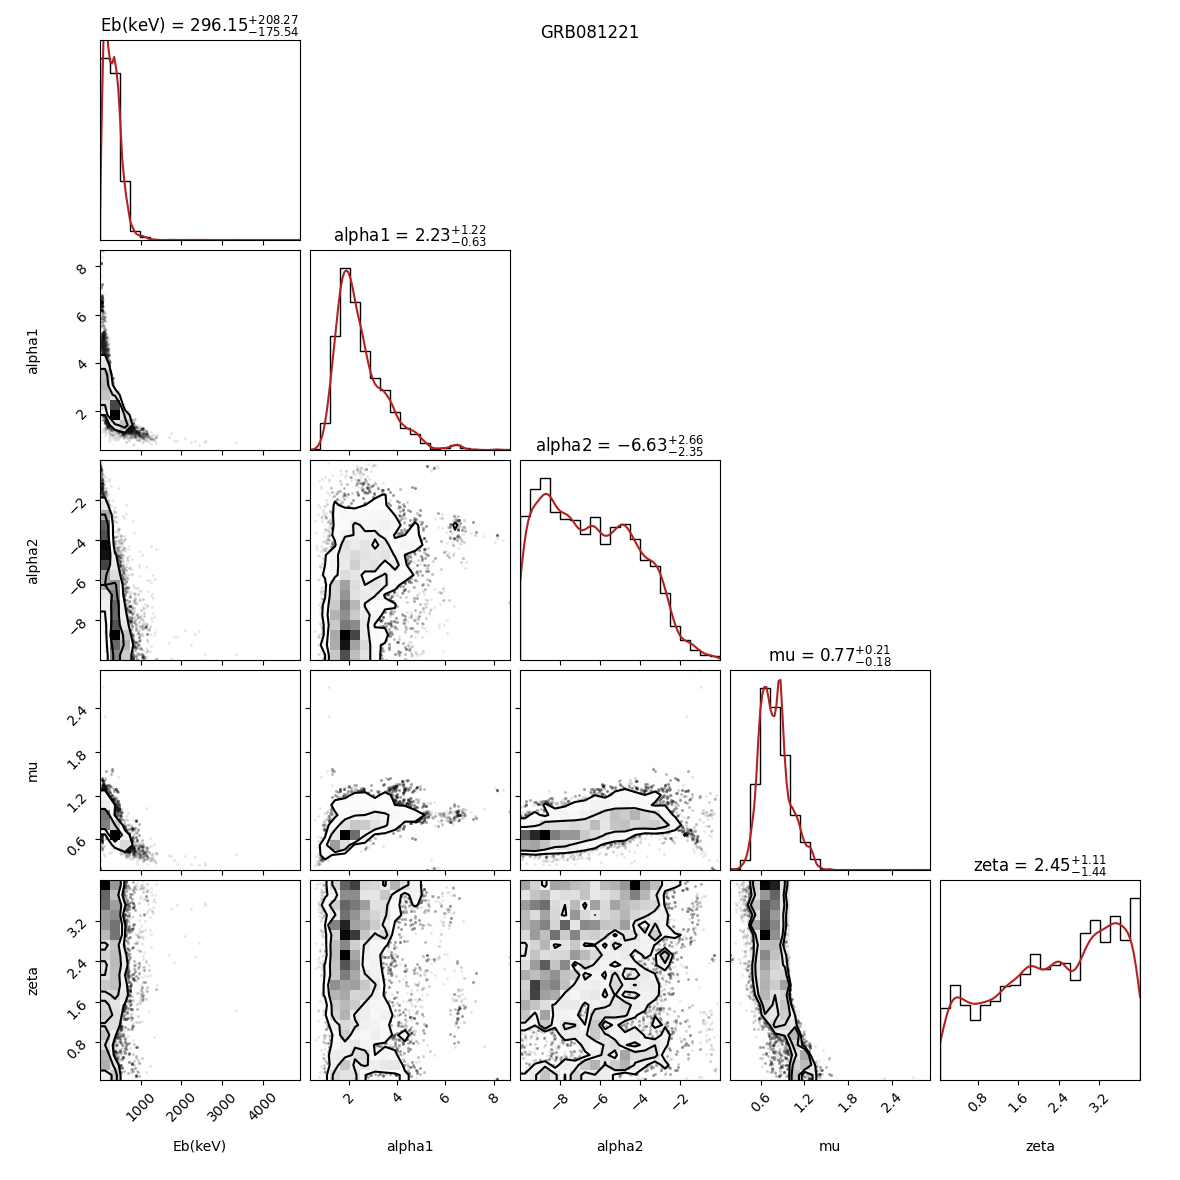 Eb(keV) = 296.15+208.27−175.54
GRB081221
alpha1 = 2.23+1.22−0.63
8
6
4
2
alpha1
alpha2 = −6.63+2.66−2.35
−2
−4
−6
−8
alpha2
mu = 0.77+0.21−0.18
2.4
1.8
1.2
0.6
mu
zeta = 2.45+1.11−1.44
3.2
2.4
1.6
0.8
zeta
1000 2000 3000 4000 2 4 6 8 −8 −6 −4 −2 0.6 1.2 1.8 2.4 0.8 1.6 2.4 3.2
Eb(keV) alpha1 alpha2 mu zeta